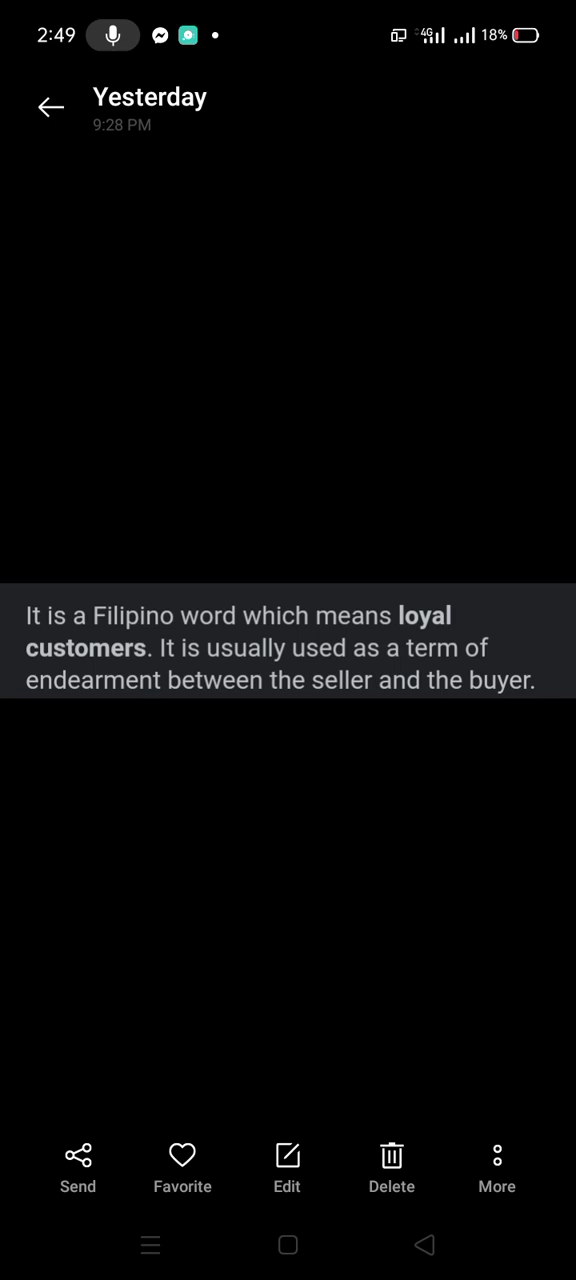 2:49 4G 18%
Yesterday
9:28 PM
It is a Filipino word which means loyal
customers. It is usually used as a term of
endearment between the seller and the buyer.
Send Favorite Edit Delete More